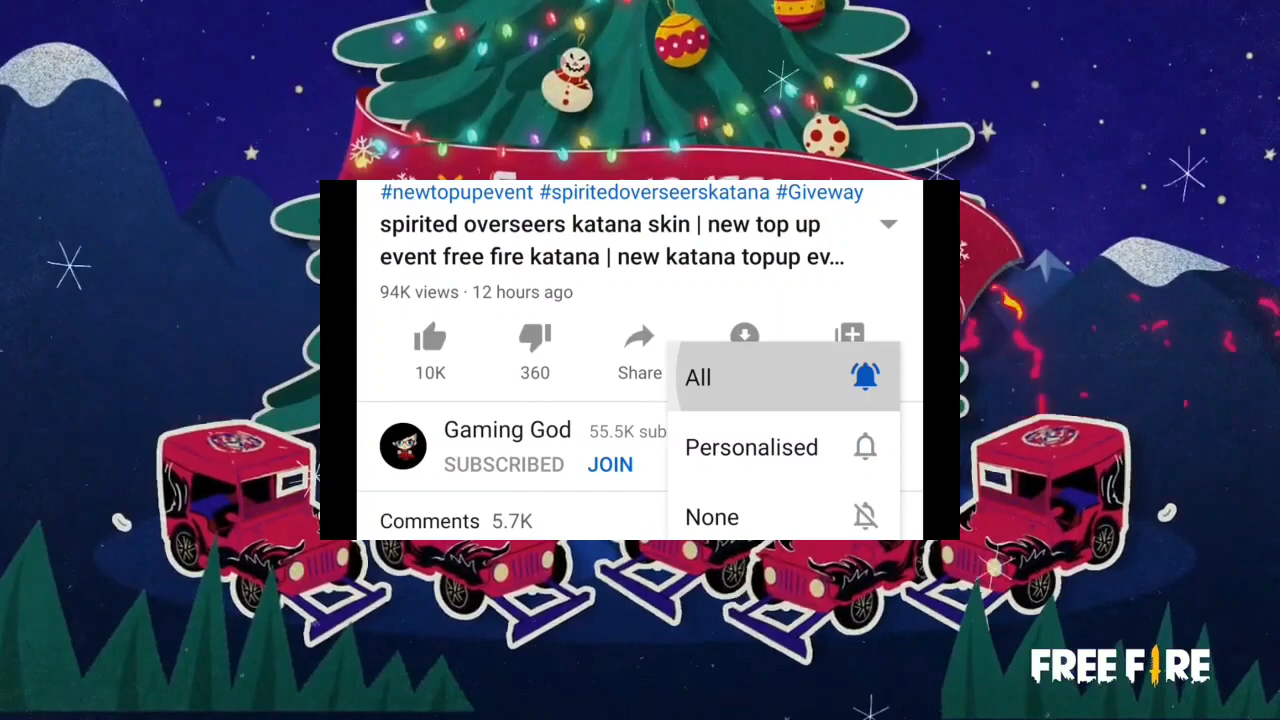 #newtopupevent #spiritedoverseerskatana #Giveway
spirited overseers katana skin | new top up
event free fire katana | new katana topup ev...
94K views · 12 hours ago
10K
360
Share
All
Gaming God 55.5K sub
SUBSCRIBED JOIN
Personalised
Comments 5.7K
None
FREE FIRE